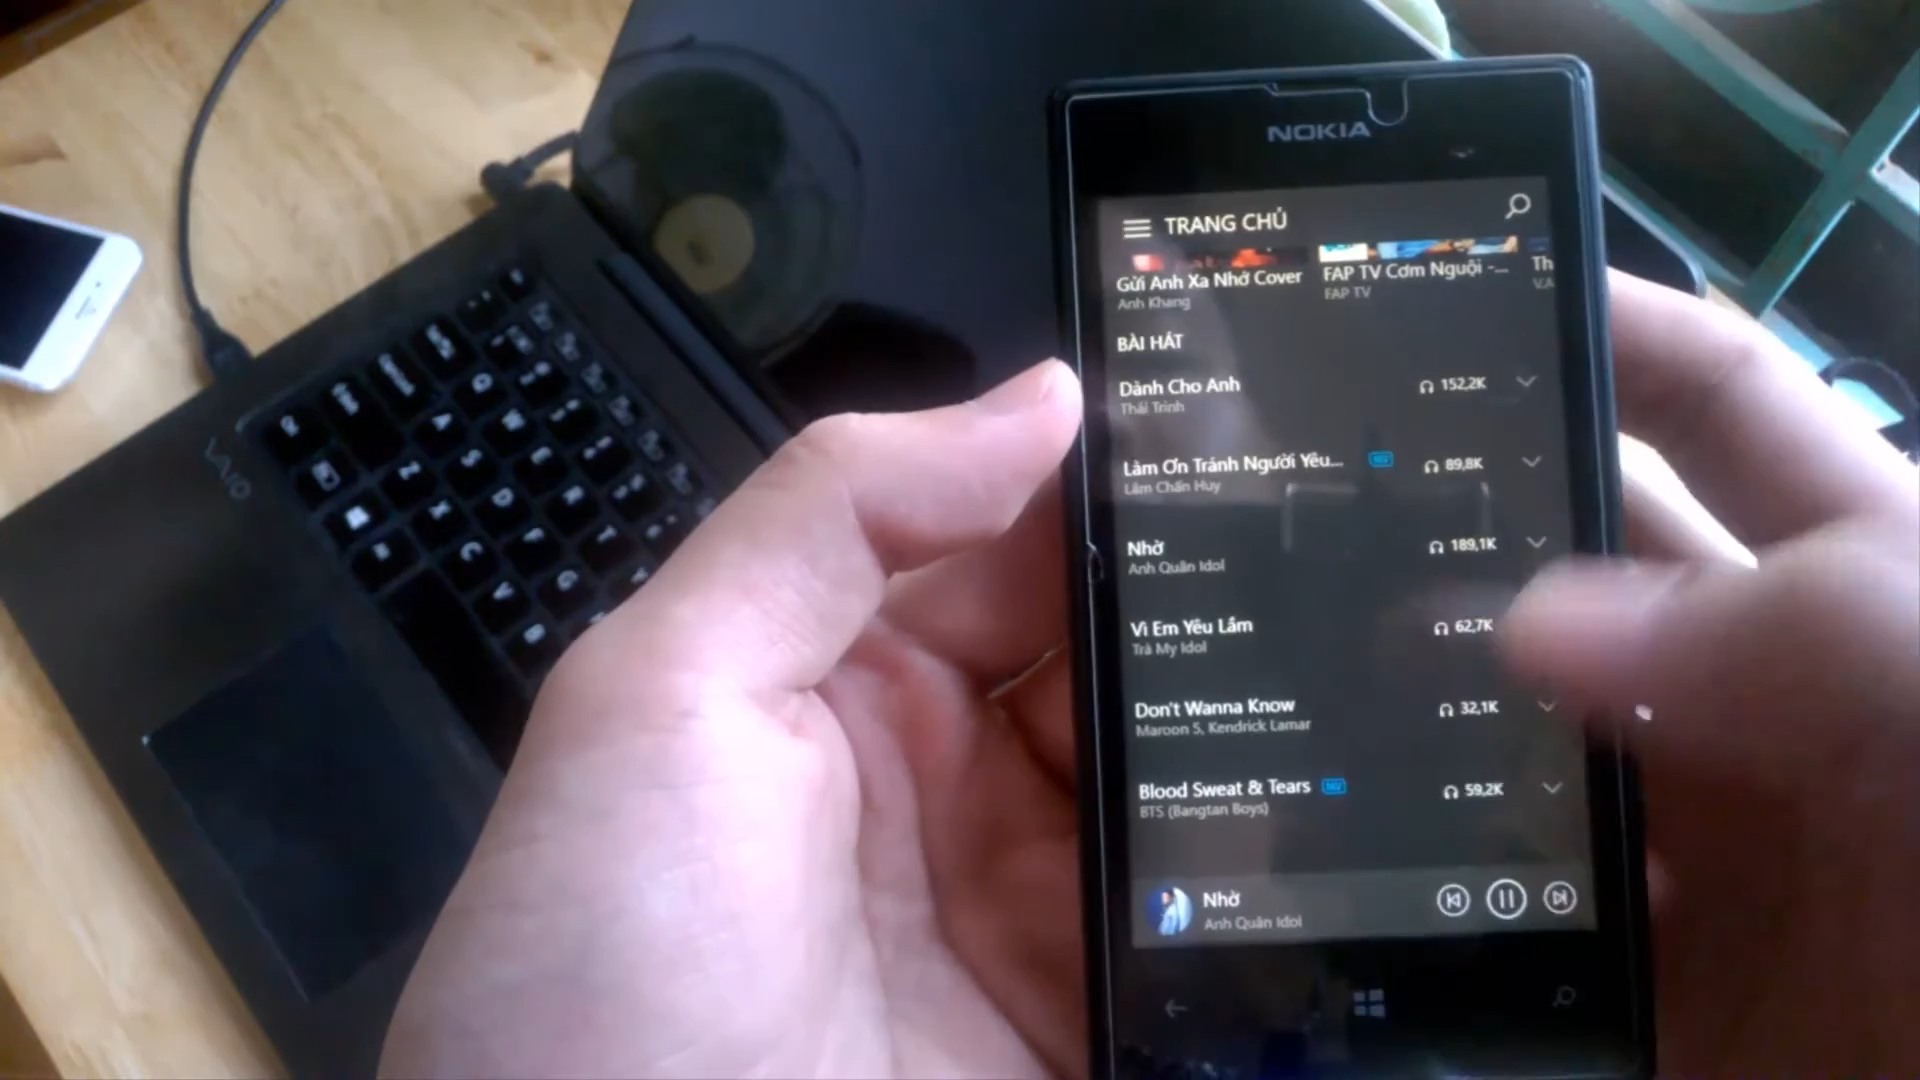 NOKIA
TRANG CHỦ
Gửi Anh Xa Nhớ Cover
Anh Khang
FAP TV Cơm Nguội -...
FAP TV
Th
V.A
BÀI HÁT
Dành Cho Anh
Thái Trinh
152,2K
Làm Ơn Tránh Người Yêu...
MV
89,8K
Lâm Chấn Huy
Nhờ
189,1K
Anh Quân Idol
Vì Em Yêu Lắm
62,7K
Trà My Idol
Don't Wanna Know
32,1K
Maroon 5, Kendrick Lamar
Blood Sweat & Tears
MV
59,2K
BTS (Bangtan Boys)
Nhờ
Anh Quân Idol
VAIO